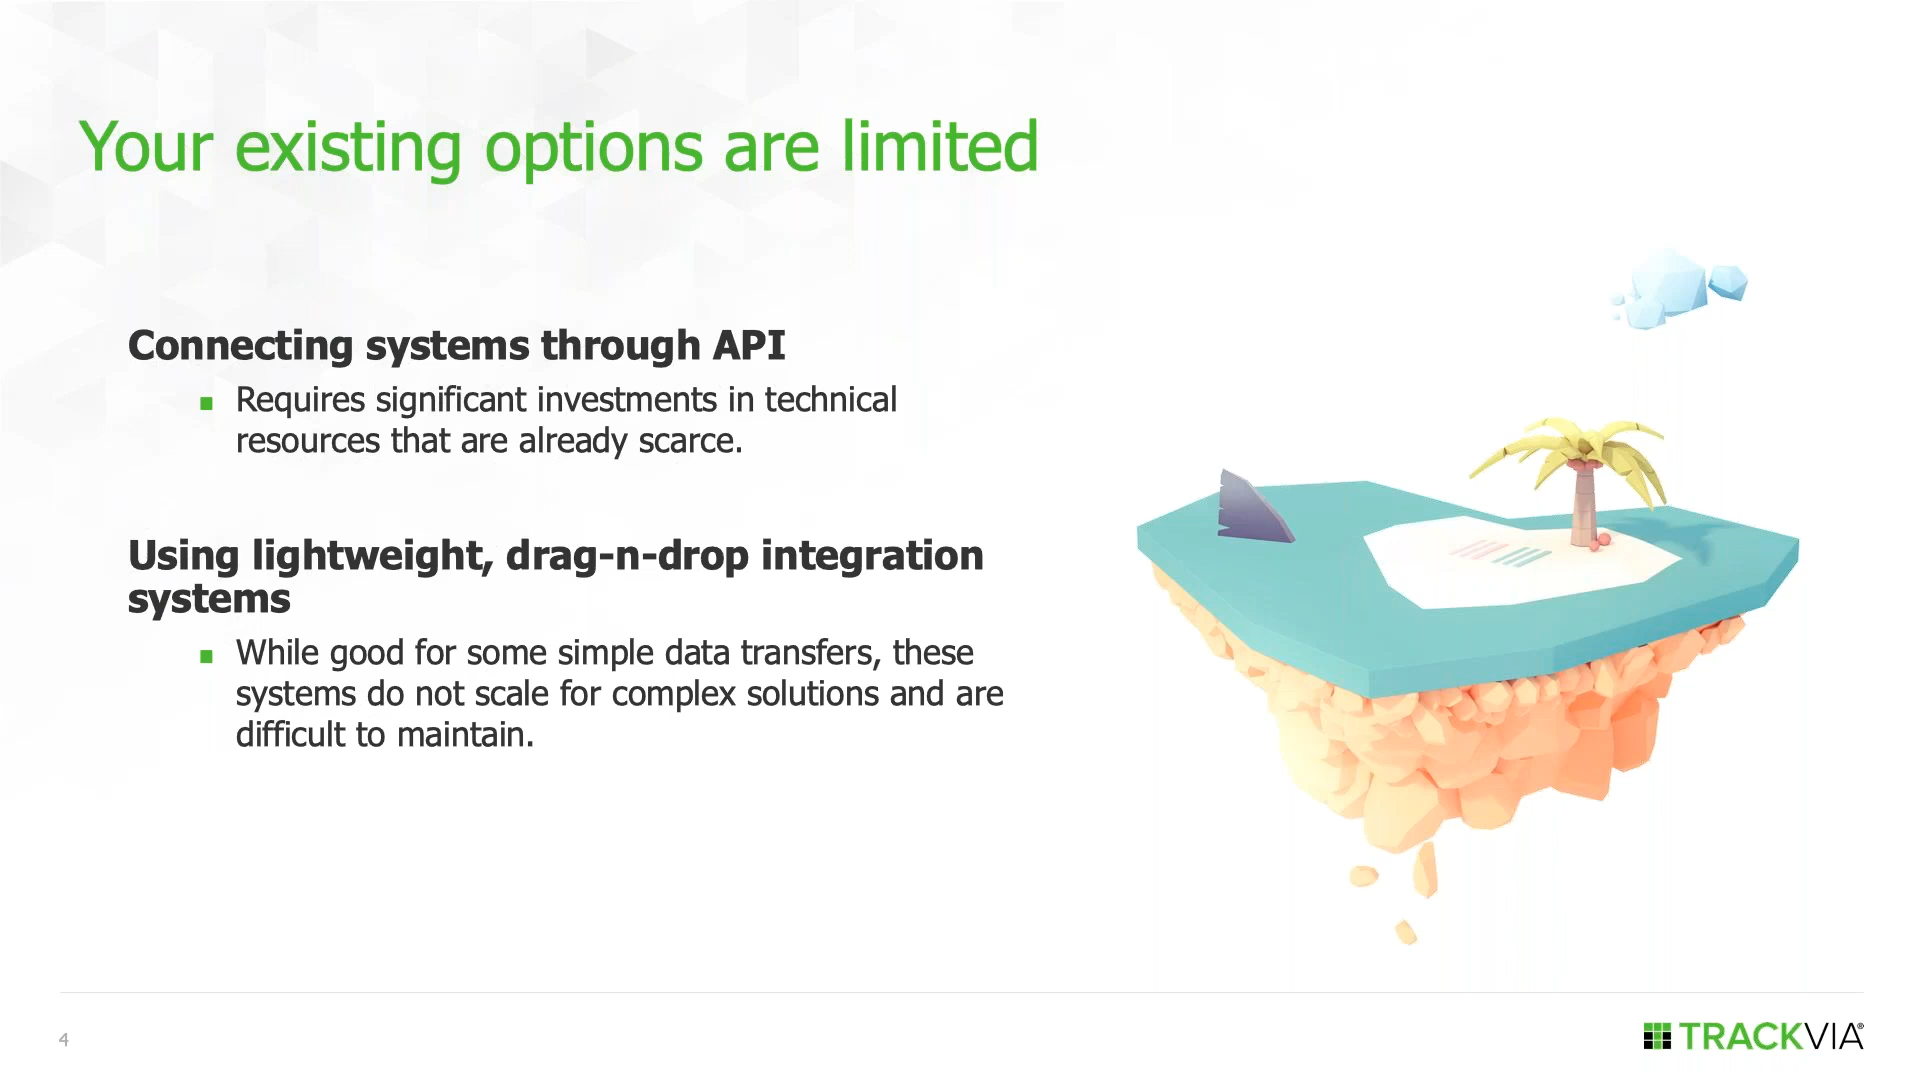 Your existing options are limited
Connecting systems through API
Requires significant investments in technical
resources that are already scarce.
Using lightweight, drag-n-drop integration
systems
While good for some simple data transfers, these
systems do not scale for complex solutions and are
difficult to maintain.
4
TRACKVIA®